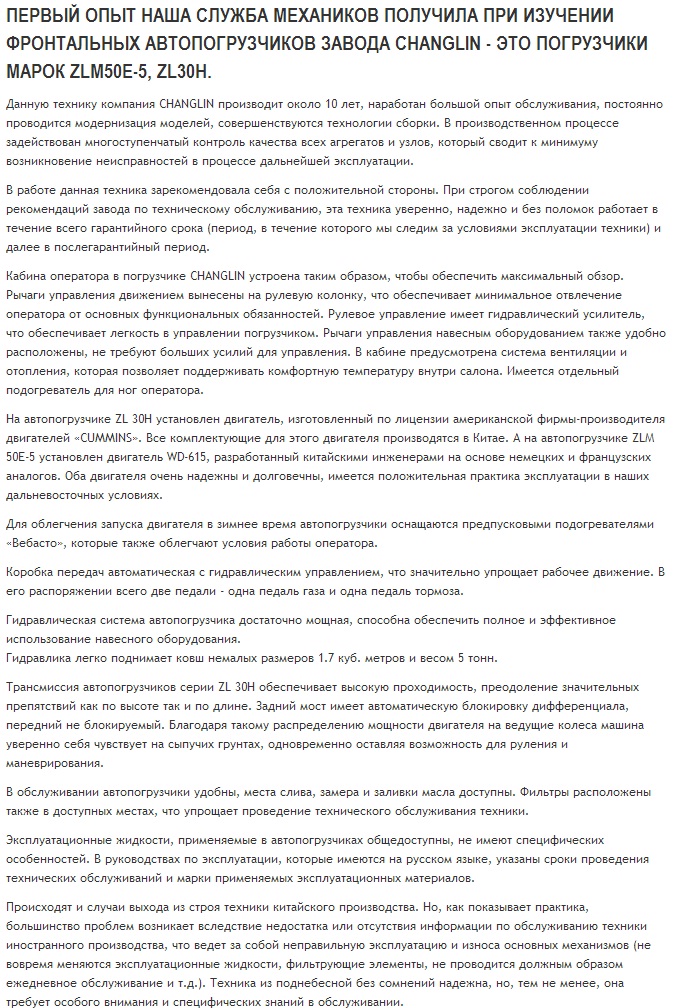 ПЕРВЫЙ ОПЫТ НАША СЛУЖБА МЕХАНИКОВ ПОЛУЧИЛА ПРИ ИЗУЧЕНИИ
ФРОНТАЛЬНЫХ АВТОПОГРУЗЧИКОВ ЗАВОДА CHANGLIN - ЭТО ПОГРУЗЧИКИ
МАРОК ZLM50E-5, ZL30H.
Данную технику компания CHANGLIN производит около 10 лет, наработан большой опыт обслуживания, постоянно
проводится модернизация моделей, совершенствуются технологии сборки. В производственном процессе
задействован многоступенчатый контроль качества всех агрегатов и узлов, который сводит к минимуму
возникновение неисправностей в процессе дальнейшей эксплуатации.
В работе данная техника зарекомендовала себя с положительной стороны. При строгом соблюдении
рекомендаций завода по техническому обслуживанию, эта техника уверенно, надежно и без поломок работает в
течение всего гарантийного срока (период, в течение которого мы следим за условиями эксплуатации техники) и
далее в послегарантийный период.
Кабина оператора в погрузчике CHANGLIN устроена таким образом, чтобы обеспечить максимальный обзор.
Рычаги управления движением вынесены на рулевую колонку, что обеспечивает минимальное отвлечение
оператора от основных функциональных обязанностей. Рулевое управление имеет гидравлический усилитель,
что обеспечивает легкость в управлении погрузчиком. Рычаги управления навесным оборудованием также удобно
расположены, не требуют больших усилий для управления. В кабине предусмотрена система вентиляции и
отопления, которая позволяет поддерживать комфортную температуру внутри салона. Имеется отдельный
подогреватель для ног оператора.
На автопогрузчике ZL 30H установлен двигатель, изготовленный по лицензии американской фирмы-производителя
двигателей «CUMMINS». Все комплектующие для этого двигателя производятся в Китае. А на автопогрузчике ZLM
50E-5 установлен двигатель WD-615, разработанный китайскими инженерами на основе немецких и французских
аналогов. Оба двигателя очень надежны и долговечны, имеется положительная практика эксплуатации в наших
дальневосточных условиях.
Для облегчения запуска двигателя в зимнее время автопогрузчики оснащаются предпусковыми подогревателями
«Вебасто», которые также облегчают условия работы оператора.
Коробка передач автоматическая с гидравлическим управлением, что значительно упрощает рабочее движение. В
его распоряжении всего две педали - одна педаль газа и одна педаль тормоза.
Гидравлическая система автопогрузчика достаточно мощная, способна обеспечить полное и эффективное
использование навесного оборудования.
Гидравлика легко поднимает ковш немалых размеров 1.7 куб. метров и весом 5 тонн.
Трансмиссия автопогрузчиков серии ZL 30H обеспечивает высокую проходимость, преодоление значительных
препятствий как по высоте так и по длине. Задний мост имеет автоматическую блокировку дифференциала,
передний не блокируемый. Благодаря такому распределению мощности двигателя на ведущие колеса машина
уверенно себя чувствует на сыпучих грунтах, одновременно оставляя возможность для руления и
маневрирования.
В обслуживании автопогрузчики удобны, места слива, замера и заливки масла доступны. Фильтры расположены
также в доступных местах, что упрощает проведение технического обслуживания техники.
Эксплуатационные жидкости, применяемые в автопогрузчиках общедоступны, не имеют специфических
особенностей. В руководствах по эксплуатации, которые имеются на русском языке, указаны сроки проведения
технических обслуживаний и марки применяемых эксплуатационных материалов.
Происходят и случаи выхода из строя техники китайского производства. Но, как показывает практика,
большинство проблем возникает вследствие недостатка или отсутствия информации по обслуживанию техники
иностранного производства, что ведет за собой неправильную эксплуатацию и износа основных механизмов (не
вовремя меняются эксплуатационные жидкости, фильтрующие элементы, не проводится должным образом
ежедневное обслуживание и т.д.). Техника из поднебесной без сомнений надежна, но, тем не менее, она
требует особого внимания и специфических знаний в обслуживании.